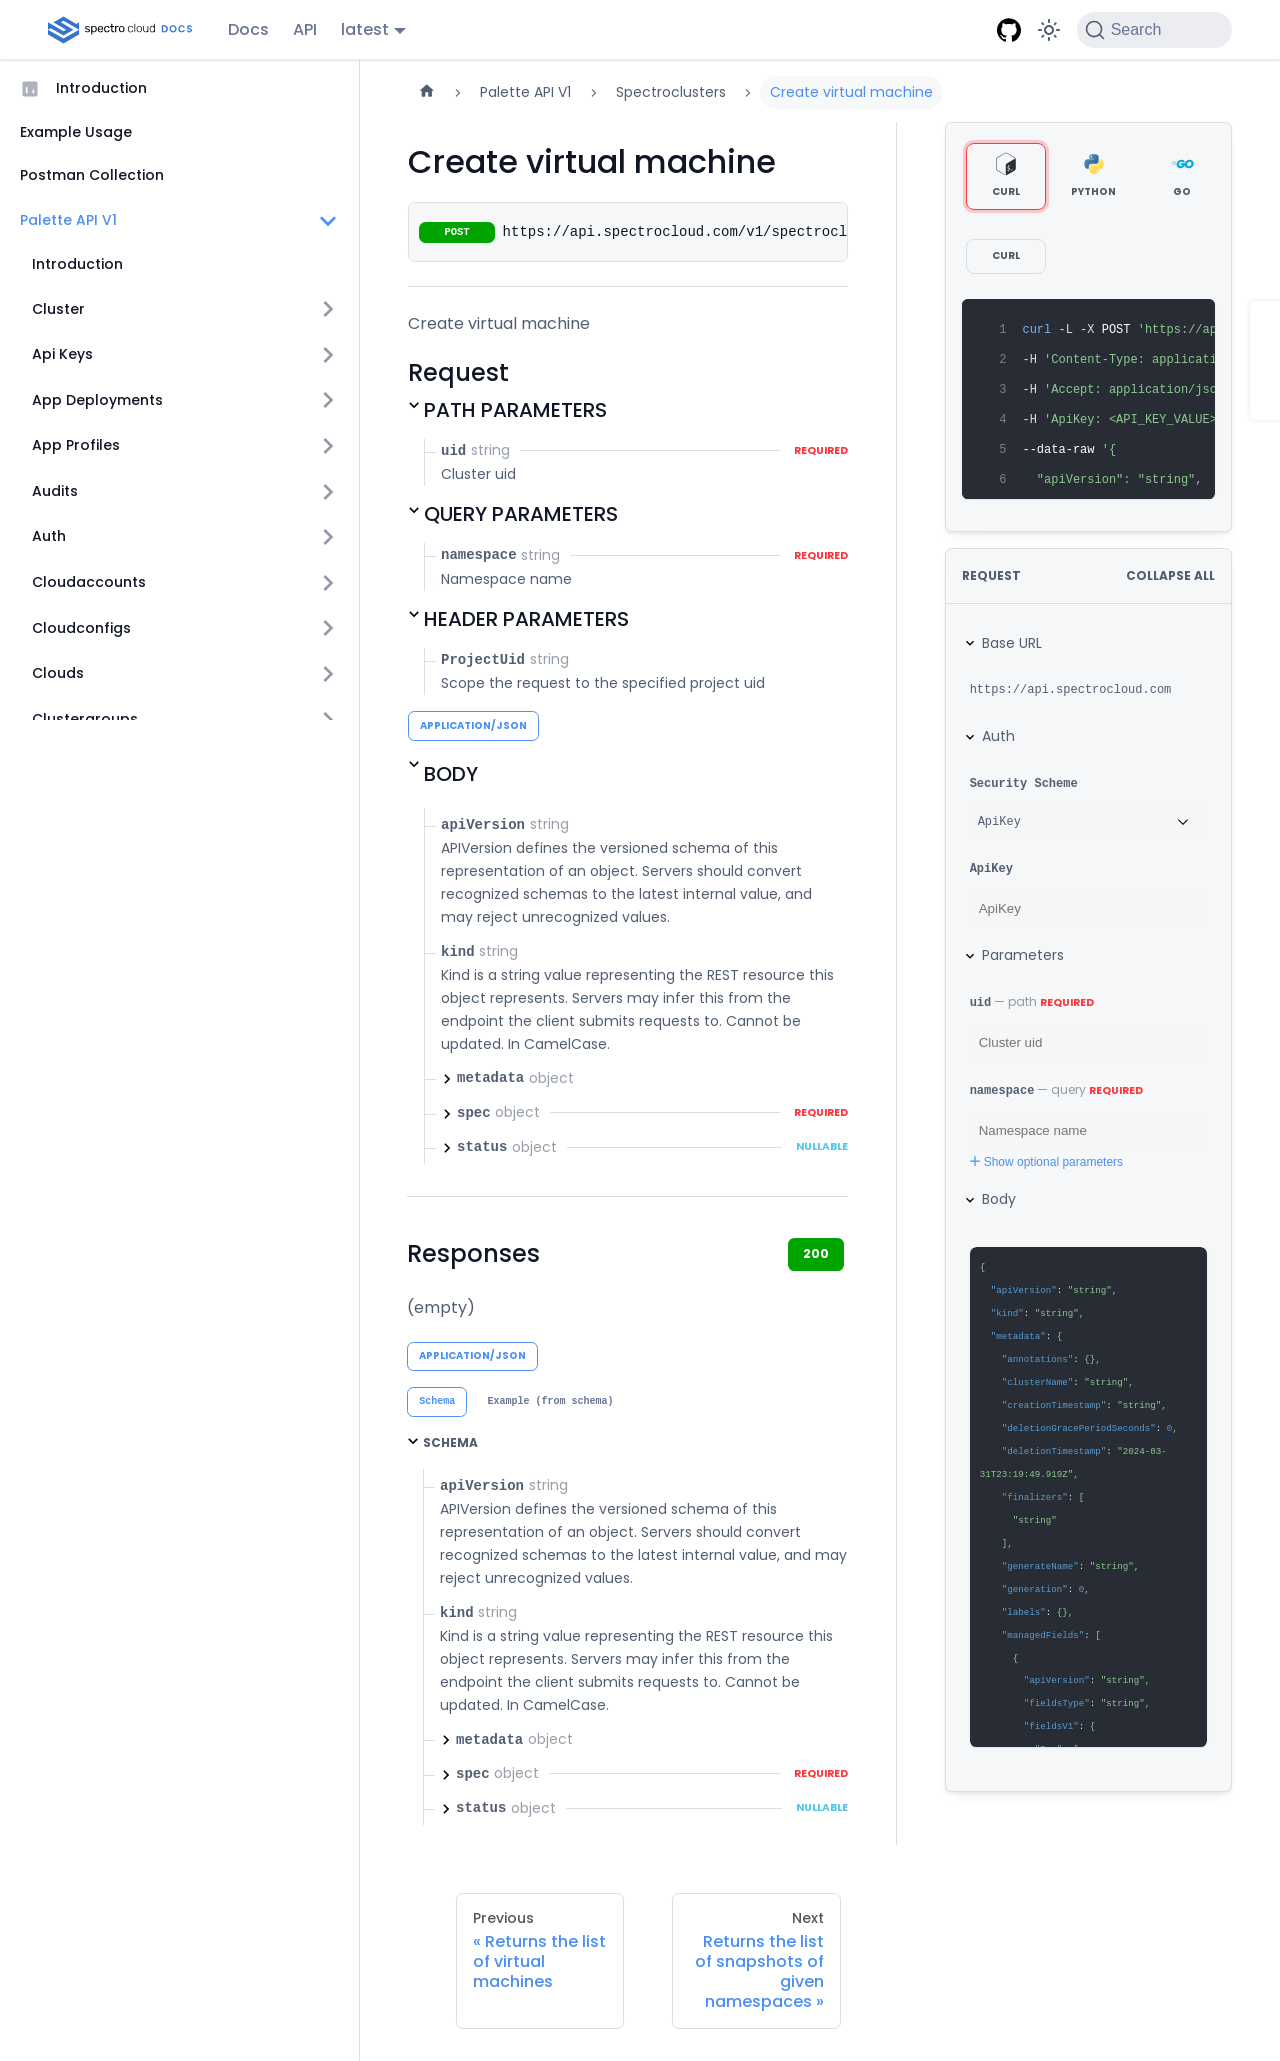 spectro cloud DOCS Docs API latest Search
Introduction
Example Usage
Postman Collection
Palette API V1
Introduction
Cluster
Api Keys
App Deployments
App Profiles
Audits
Auth
Cloudaccounts
Cloudconfigs
Clouds
Clustergroups
Palette API V1 Spectroclusters Create virtual machine
Create virtual machine
POST https://api.spectrocloud.com/v1/spectrocl
Create virtual machine
Request
PATH PARAMETERS
uid string REQUIRED
Cluster uid
QUERY PARAMETERS
namespace string REQUIRED
Namespace name
HEADER PARAMETERS
ProjectUid string
Scope the request to the specified project uid
APPLICATION/JSON
BODY
apiVersion string
APIVersion defines the versioned schema of this
representation of an object. Servers should convert
recognized schemas to the latest internal value, and
may reject unrecognized values.
kind string
Kind is a string value representing the REST resource this
object represents. Servers may infer this from the
endpoint the client submits requests to. Cannot be
updated. In CamelCase.
metadata object
spec object REQUIRED
status object NULLABLE
Responses 200
(empty)
APPLICATION/JSON
Schema Example (from schema)
SCHEMA
apiVersion string
APIVersion defines the versioned schema of this
representation of an object. Servers should convert
recognized schemas to the latest internal value, and may
reject unrecognized values.
kind string
Kind is a string value representing the REST resource this
object represents. Servers may infer this from the
endpoint the client submits requests to. Cannot be
updated. In CamelCase.
metadata object
spec object REQUIRED
status object NULLABLE
Previous
« Returns the list
of virtual
machines
Next
Returns the list
of snapshots of
given
namespaces »
CURL PYTHON GO
CURL
1 curl -L -X POST 'https://ap
2 -H 'Content-Type: applicati
3 -H 'Accept: application/jso
4 -H 'ApiKey: <API_KEY_VALUE>
5 --data-raw '{
6 "apiVersion": "string",
REQUEST COLLAPSE ALL
Base URL
https://api.spectrocloud.com
Auth
Security Scheme
ApiKey
ApiKey
ApiKey
Parameters
uid — path REQUIRED
Cluster uid
namespace — query REQUIRED
Namespace name
Show optional parameters
Body
{
"apiVersion": "string",
"kind": "string",
"metadata": {
"annotations": {},
"clusterName": "string",
"creationTimestamp": "string",
"deletionGracePeriodSeconds": 0,
"deletionTimestamp": "2024-03-
31T23:19:49.919Z",
"finalizers": [
"string"
],
"generateName": "string",
"generation": 0,
"labels": {},
"managedFields": [
{
"apiVersion": "string",
"fieldsType": "string",
"fieldsV1": {